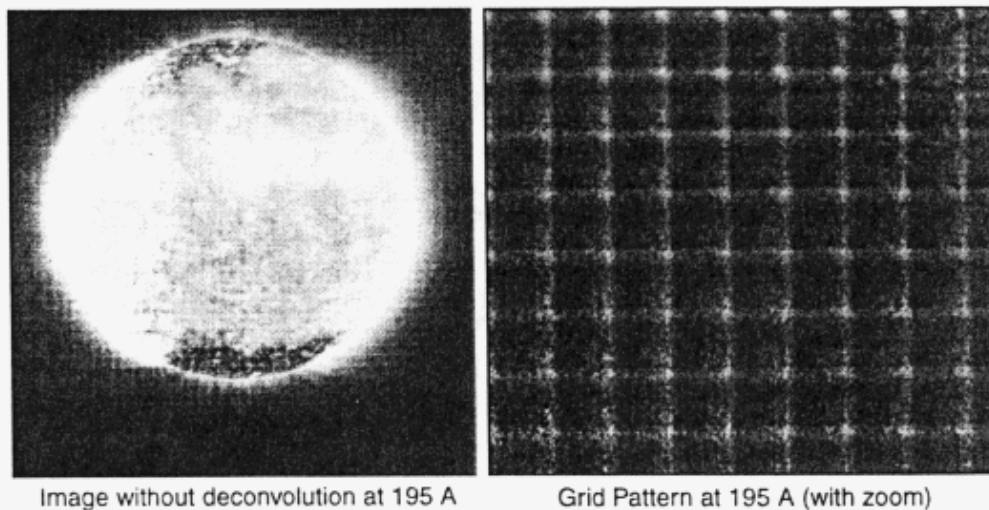 Image without deconvolution at 195 A
Grid Pattern at 195 A (with zoom)